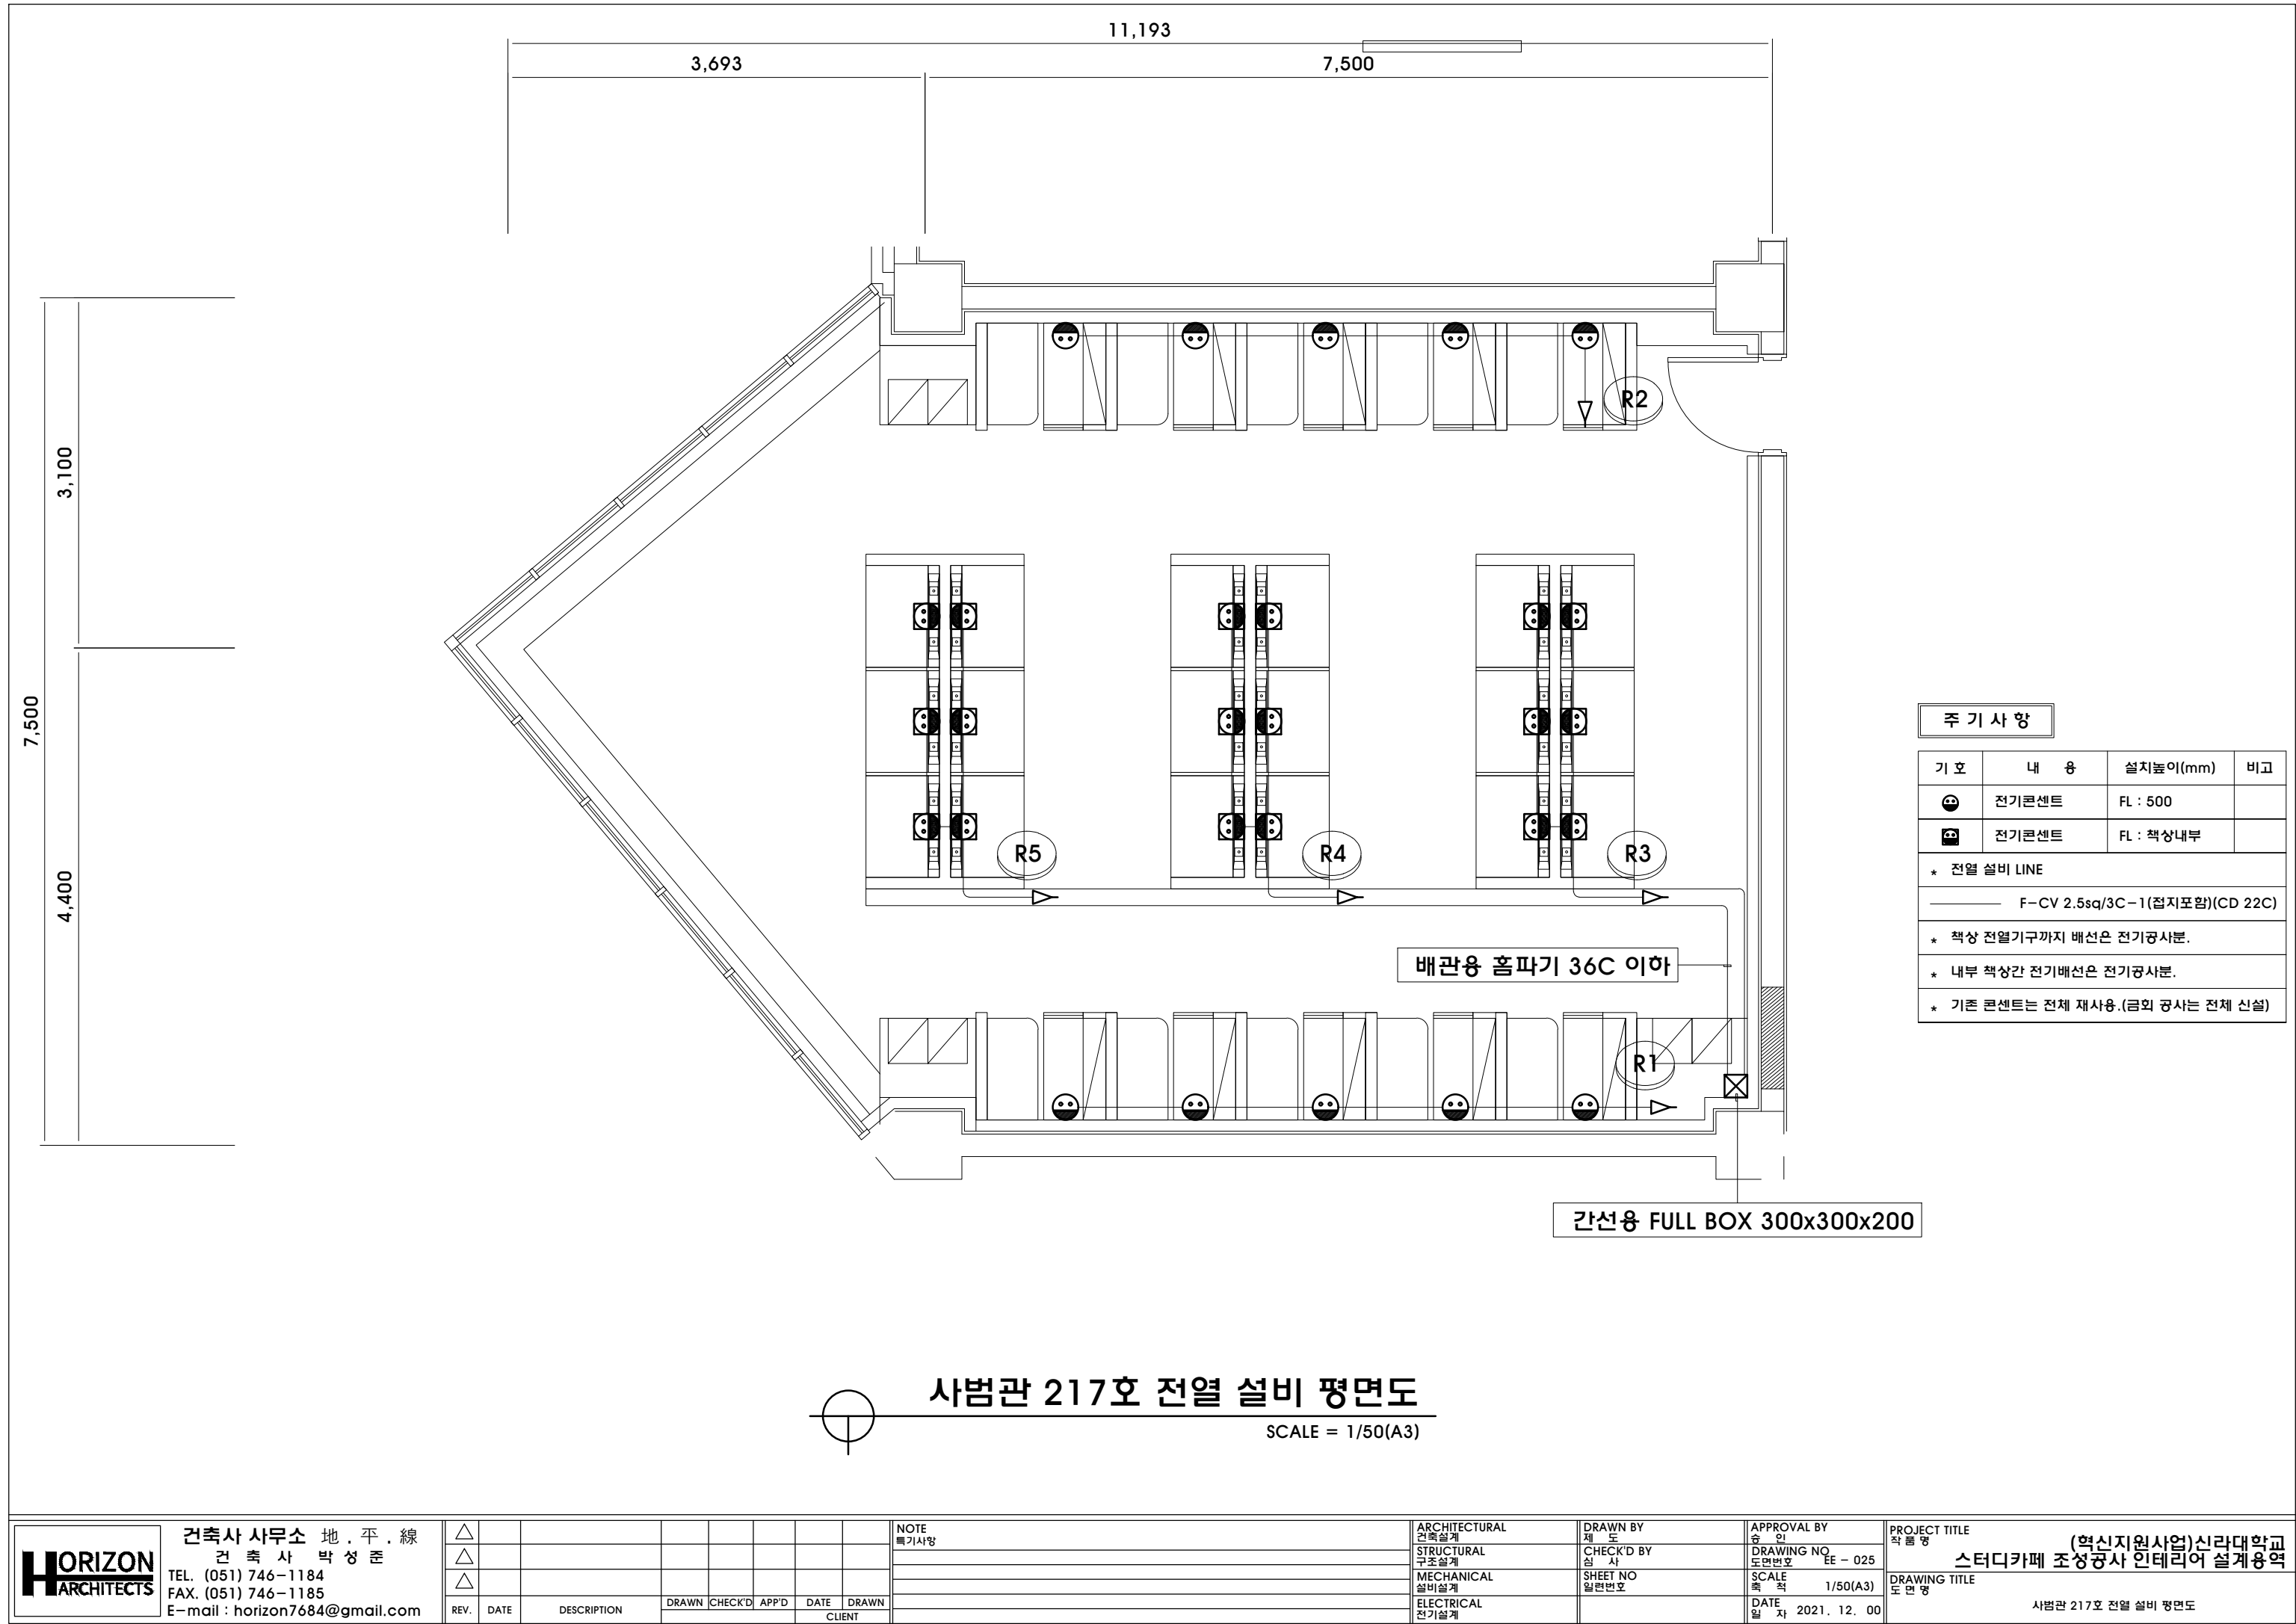 11,193
3,693
7,500
3,100
7,500
4,400
R2
R5
R4
R3
배관용 홈파기 36C 이하
R1
간선용 FULL BOX 300x300x200
주 기 사 항
기 호 내 용 설치높이(mm) 비고
전기콘센트 FL : 500
전기콘센트 FL : 책상내부
* 전열 설비 LINE
F-CV 2.5sq/3C-1(접지포함)(CD 22C)
* 책상 전열기구까지 배선은 전기공사분.
* 내부 책상간 전기배선은 전기공사분.
* 기존 콘센트는 전체 재사용.(금회 공사는 전체 신설)
사범관 217호 전열 설비 평면도
SCALE = 1/50(A3)
HORIZON
ARCHITECTS
건축사 사무소 地 . 平 . 線
건 축 사 박 성 준
TEL. (051) 746-1184
FAX. (051) 746-1185
E-mail : horizon7684@gmail.com
REV. DATE DESCRIPTION DRAWN CHECK'D APP'D DATE DRAWN
CLIENT
NOTE
특기사항
ARCHITECTURAL
건축설계
STRUCTURAL
구조설계
MECHANICAL
설비설계
ELECTRICAL
전기설계
DRAWN BY
제 도
CHECK'D BY
심 사
SHEET NO
일련번호
APPROVAL BY
승 인
DRAWING NO
도면번호 EE - 025
SCALE
축 척 1/50(A3)
DATE
일 자 2021. 12. 00
PROJECT TITLE
작 품 명
(혁신지원사업)신라대학교
스터디카페 조성공사 인테리어 설계용역
DRAWING TITLE
도 면 명
사범관 217호 전열 설비 평면도